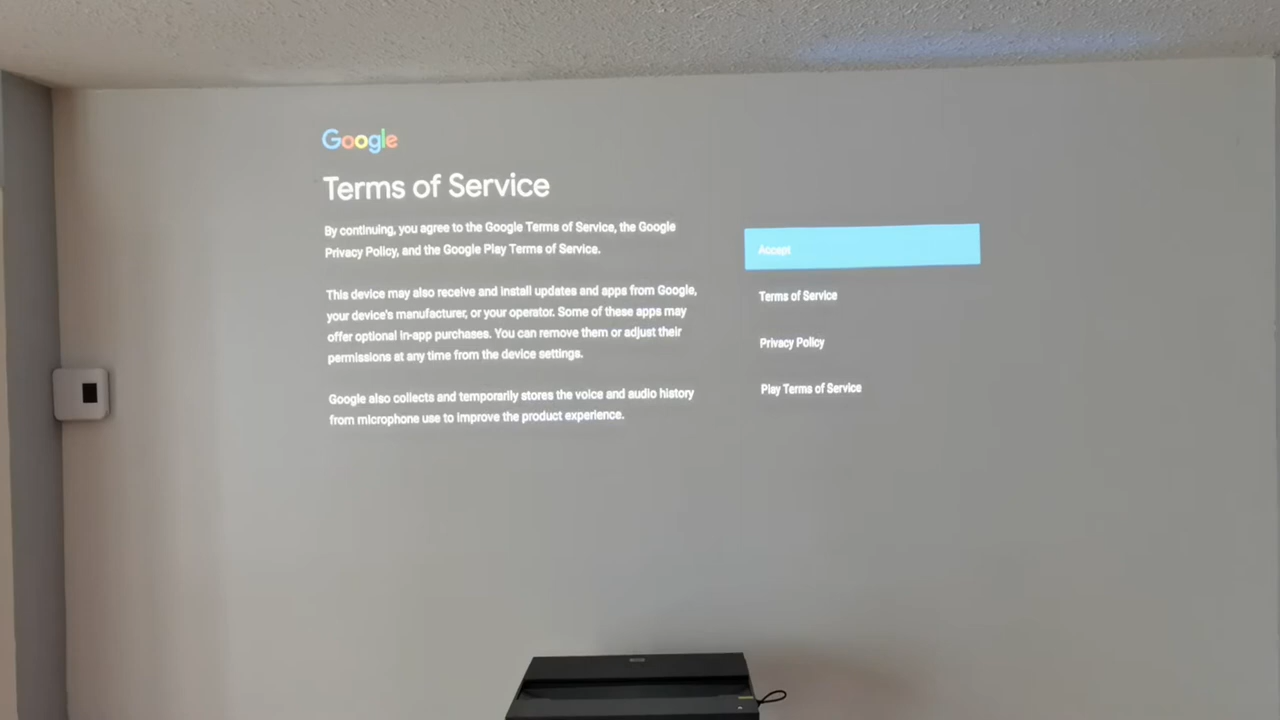 Google
Terms of Service
By continuing, you agree to the Google Terms of Service, the Google
Privacy Policy, and the Google Play Terms of Service.
This device may also receive and install updates and apps from Google,
your device's manufacturer, or your operator. Some of these apps may
offer optional in-app purchases. You can remove them or adjust their
permissions at any time from the device settings.
Google also collects and temporarily stores the voice and audio history
from microphone use to improve the product experience.
Accept
Terms of Service
Privacy Policy
Play Terms of Service